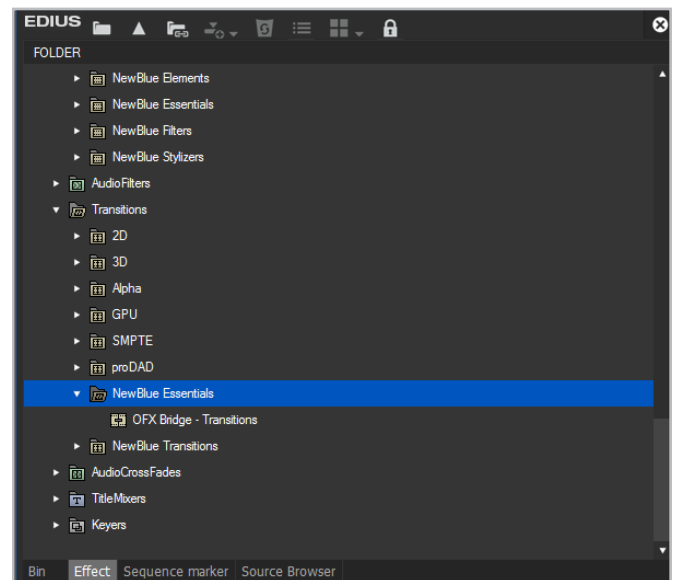 EDIUS
FOLDER
NewBlue Elements
NewBlue Essentials
NewBlue Filters
NewBlue Stylizers
AudioFilters
Transitions
2D
3D
Alpha
GPU
SMPTE
proDAD
NewBlue Essentials
OFX Bridge - Transitions
NewBlue Transitions
AudioCrossFades
TitleMixers
Keyers
Bin Effect Sequence marker Source Browser